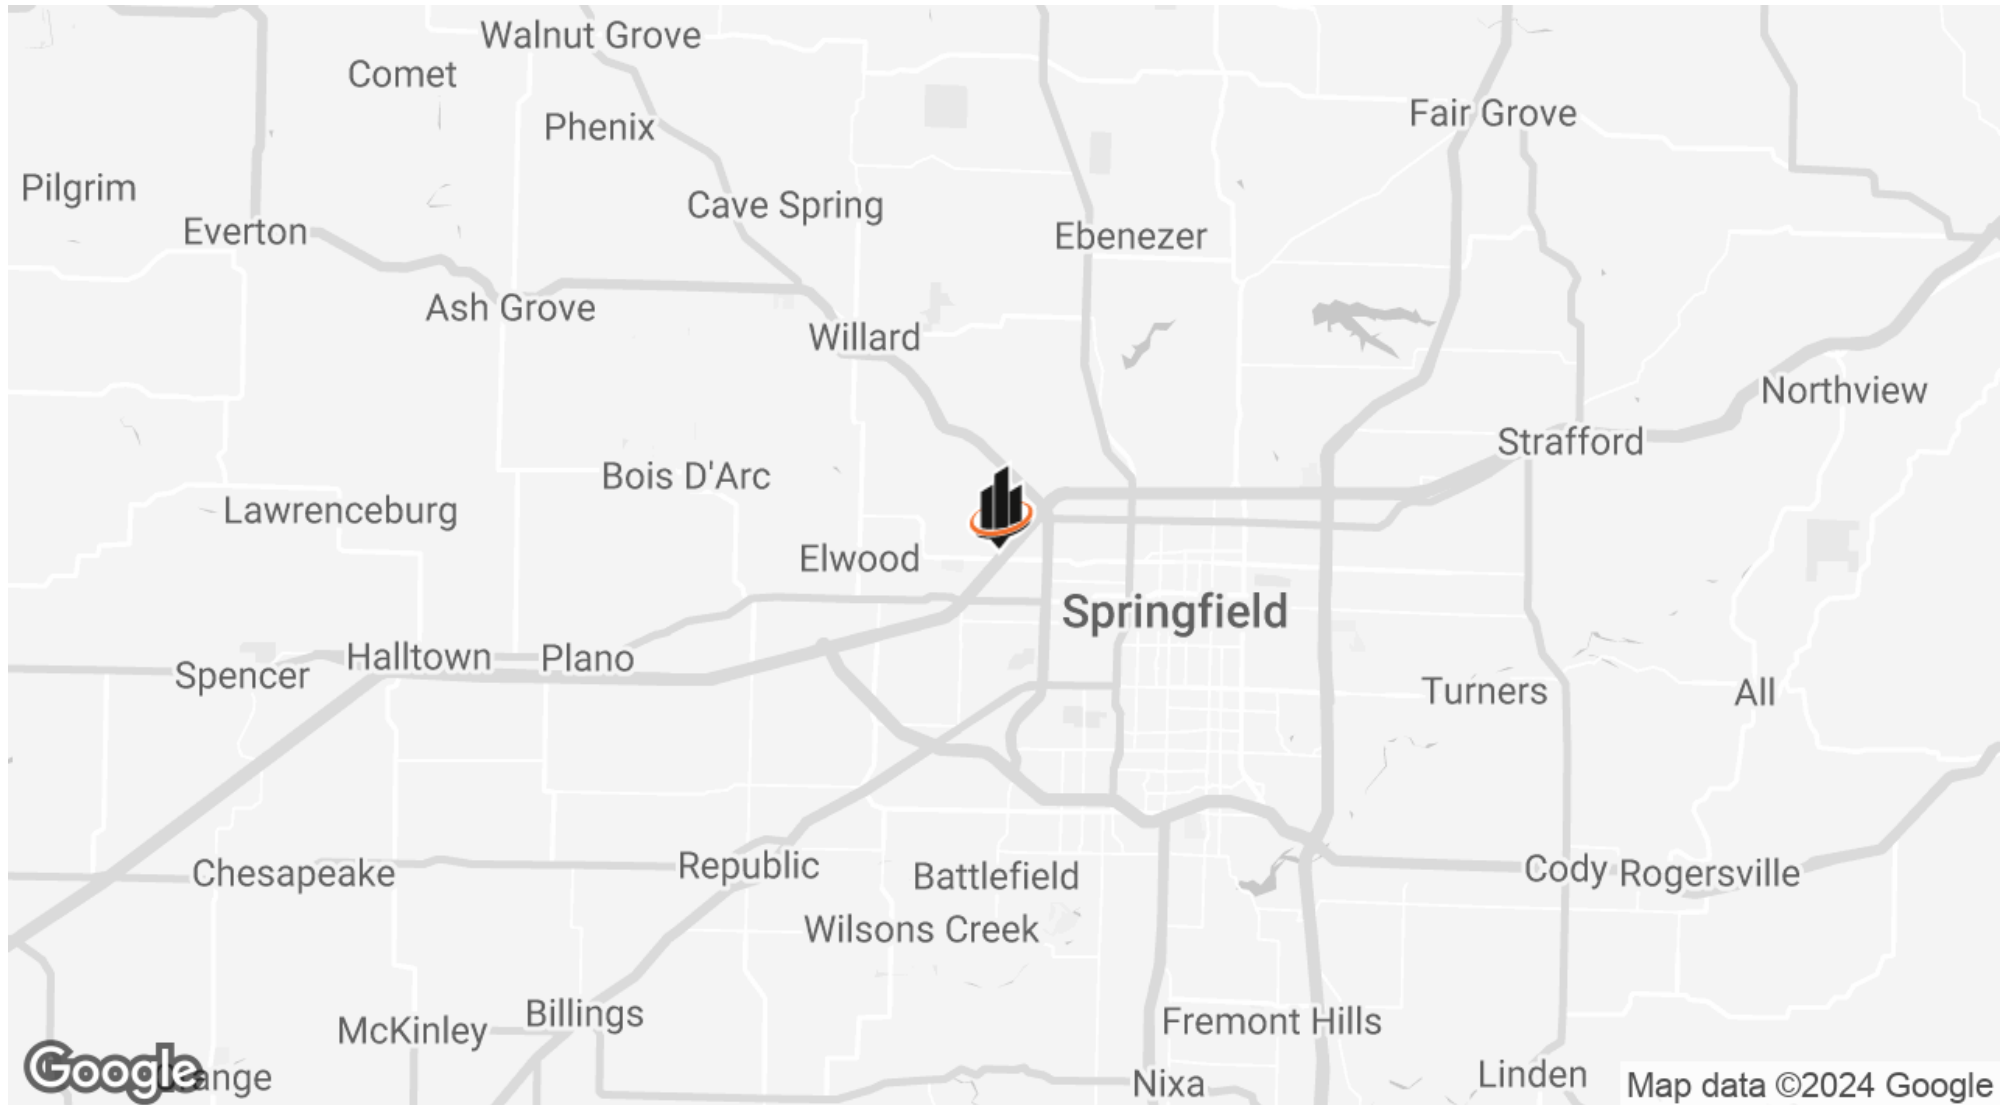 Walnut Grove
Comet
Fair Grove
Phenix
Pilgrim
Cave Spring
Everton
Ebenezer
Ash Grove
Willard
Northview
Strafford
Bois D'Arc
Lawrenceburg
Elwood
Springfield
Halltown
Plano
Spencer
Turners
All
Republic
Chesapeake
Battlefield
Cody
Rogersville
Wilsons Creek
Billings
McKinley
Fremont Hills
Google
Linden
Nixa
Map data ©2024 Google